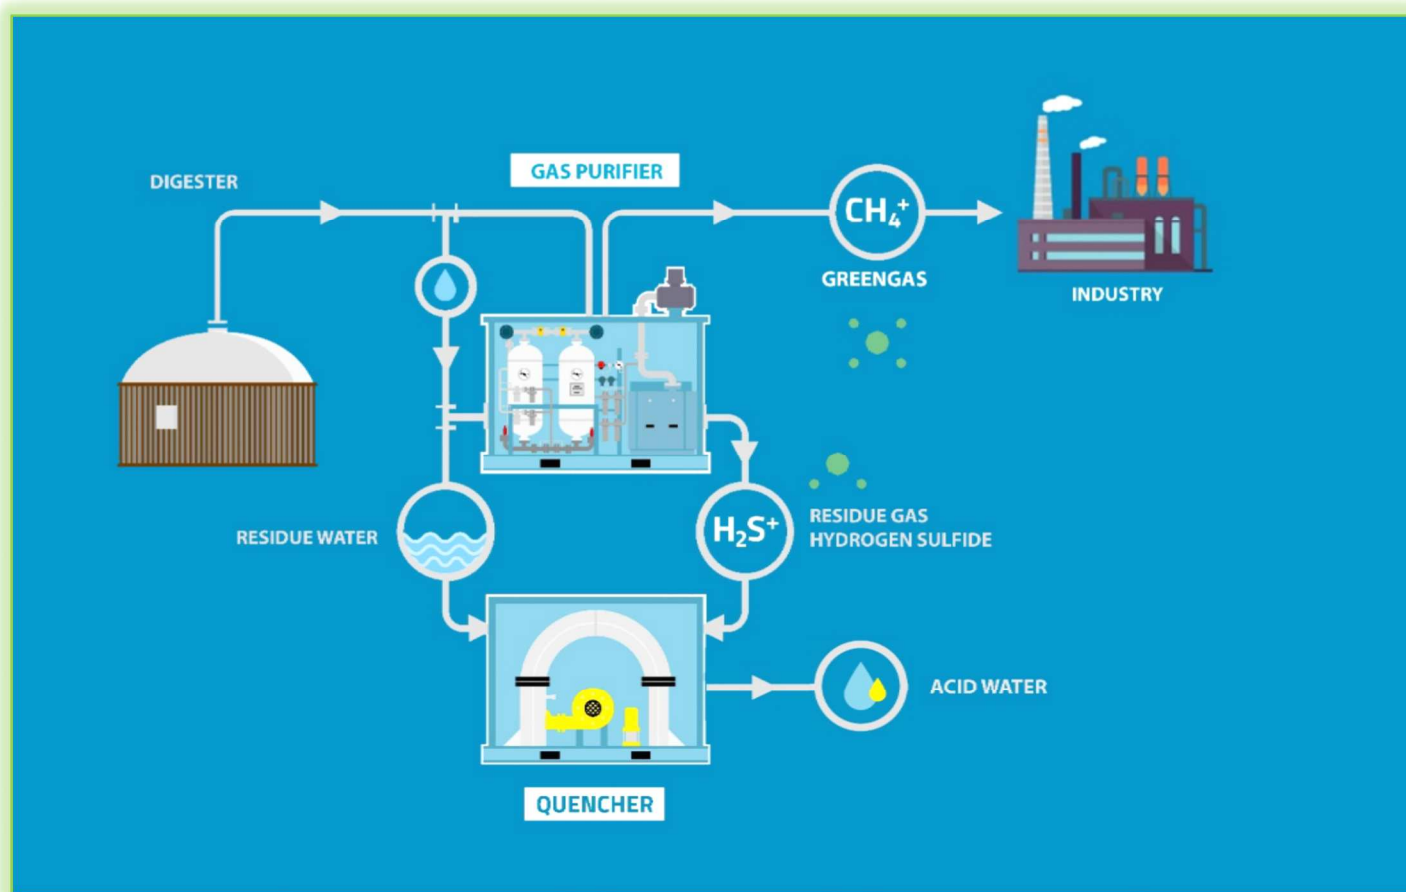 DIGESTER
GAS PURIFIER
CH₄⁺
GREENGAS
INDUSTRY
RESIDUE WATER
H₂S⁺
RESIDUE GAS
HYDROGEN SULFIDE
ACID WATER
QUENCHER